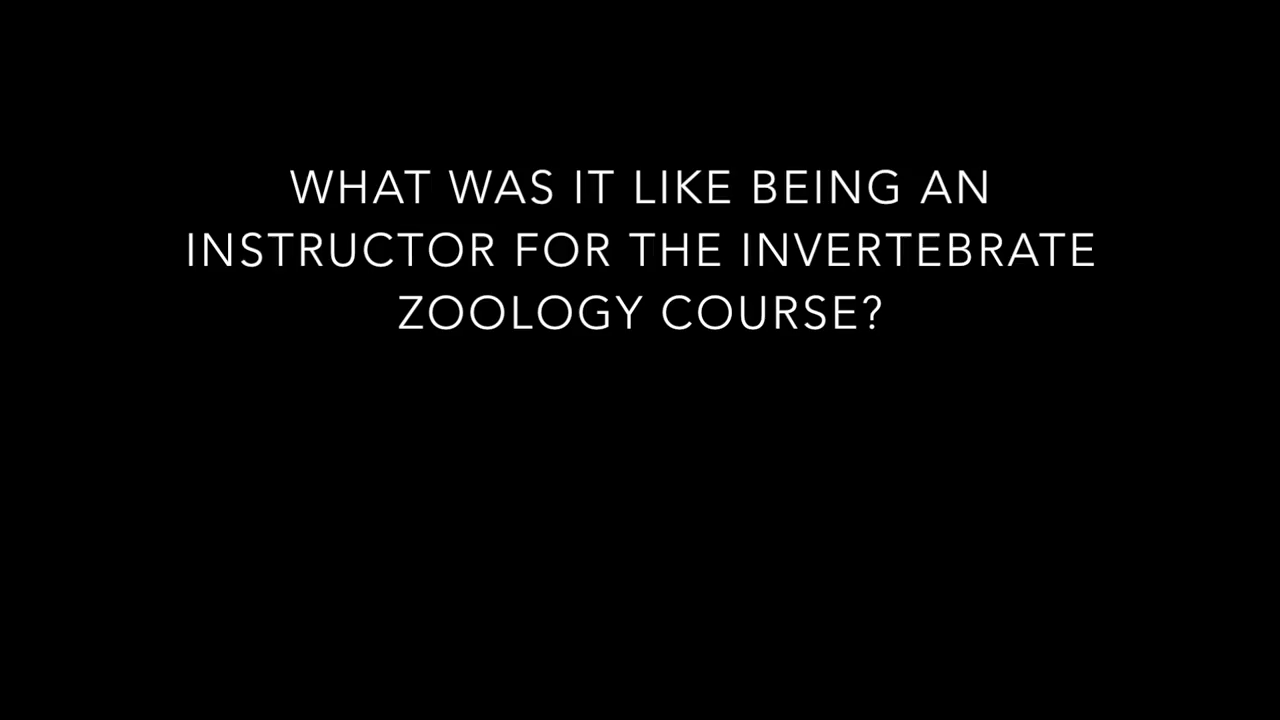 WHAT WAS IT LIKE BEING AN
INSTRUCTOR FOR THE INVERTEBRATE
ZOOLOGY COURSE?